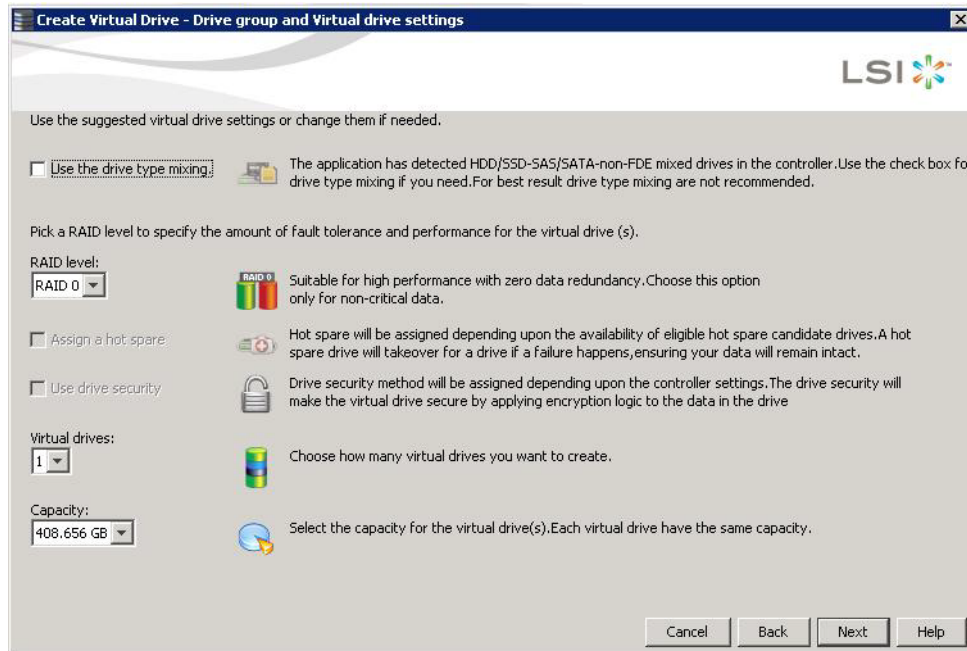 Create Virtual Drive - Drive group and Virtual drive settings
LSI
Use the suggested virtual drive settings or change them if needed.
Use the drive type mixing.
The application has detected HDD/SSD-SAS/SATA-non-FDE mixed drives in the controller.Use the check box fo
drive type mixing if you need.For best result drive type mixing are not recommended.
Pick a RAID level to specify the amount of fault tolerance and performance for the virtual drive (s).
RAID level:
RAID 0
RAID 0
Suitable for high performance with zero data redundancy.Choose this option
only for non-critical data.
Assign a hot spare
Hot spare will be assigned depending upon the availability of eligible hot spare candidate drives.A hot
spare drive will takeover for a drive if a failure happens,ensuring your data will remain intact.
Use drive security
Drive security method will be assigned depending upon the controller settings.The drive security will
make the virtual drive secure by applying encryption logic to the data in the drive
Virtual drives:
1
Choose how many virtual drives you want to create.
Capacity:
408.656 GB
Select the capacity for the virtual drive(s).Each virtual drive have the same capacity.
Cancel
Back
Next
Help